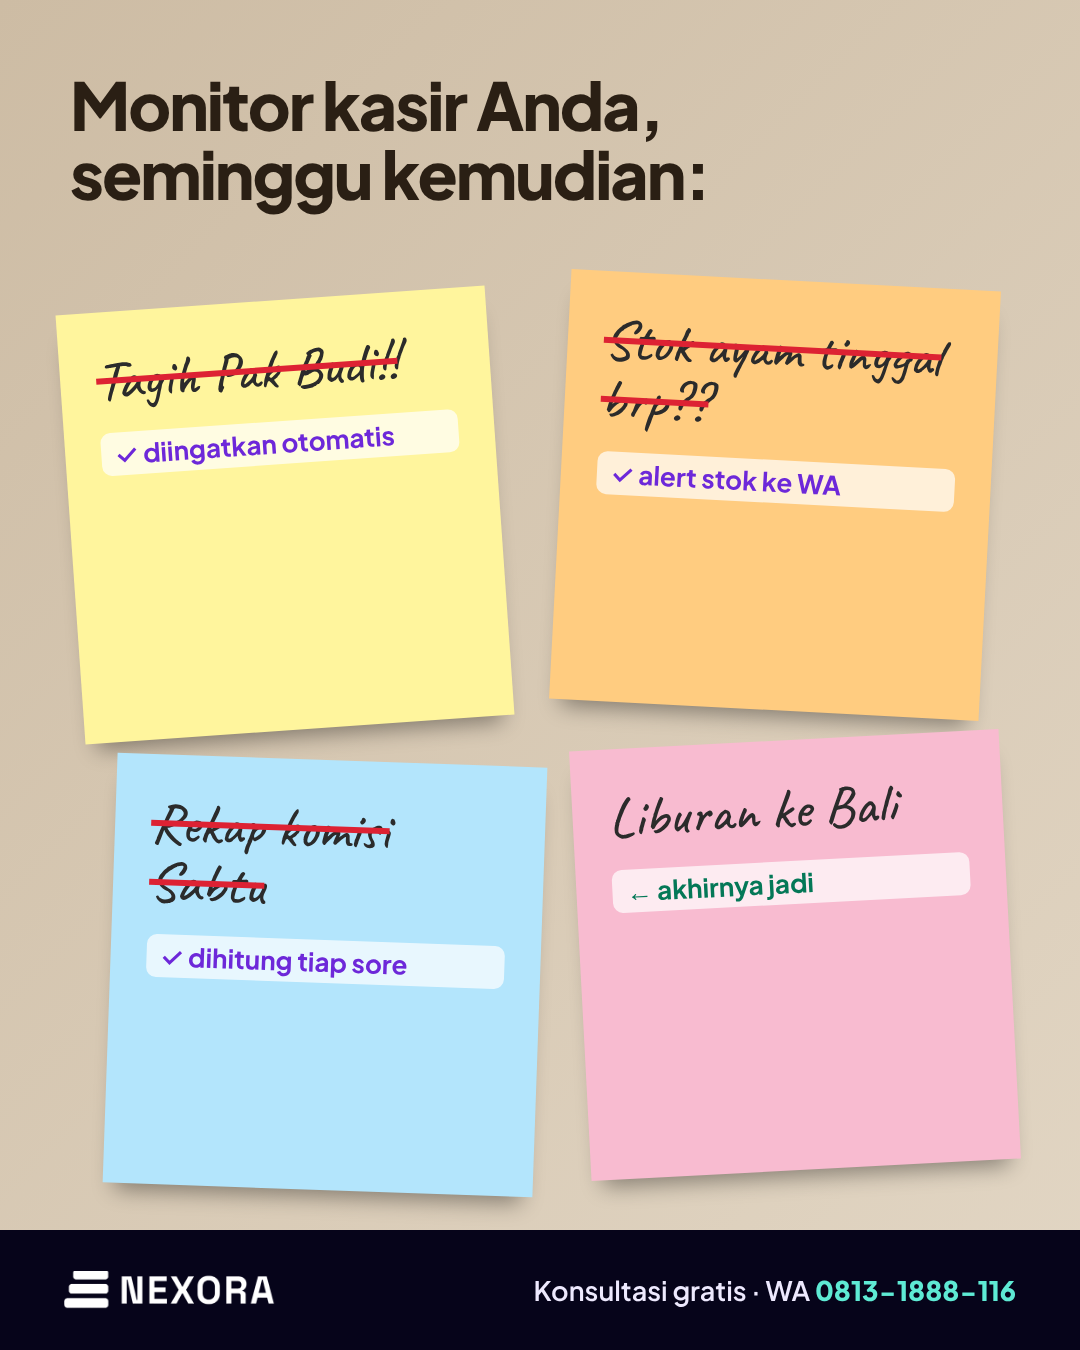 Monitor kasir Anda,
seminggu kemudian:
Tagih Pak Budi!!
✓ diingatkan otomatis
Stok ayam tinggal
brp??
✓ alert stok ke WA
Rekap komisi
Sabtu
✓ dihitung tiap sore
Liburan ke Bali
← akhirnya jadi
NEXORA
Konsultasi gratis · WA 0813-1888-116